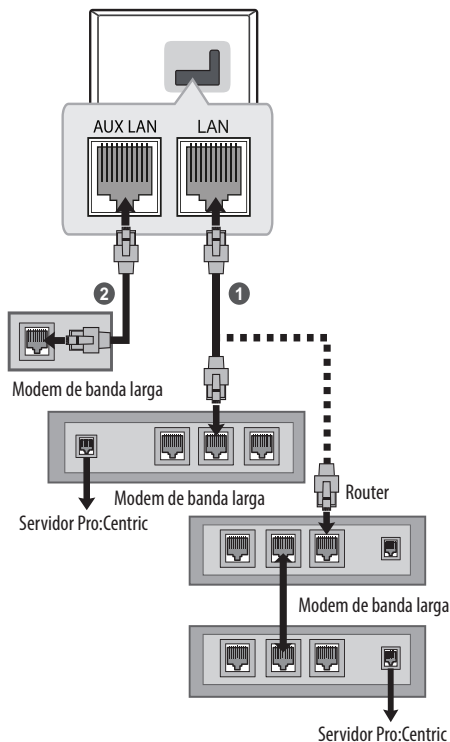 AUX LAN
LAN
2
1
Modem de banda larga
Modem de banda larga
Servidor Pro:Centric
Router
Modem de banda larga
Servidor Pro:Centric